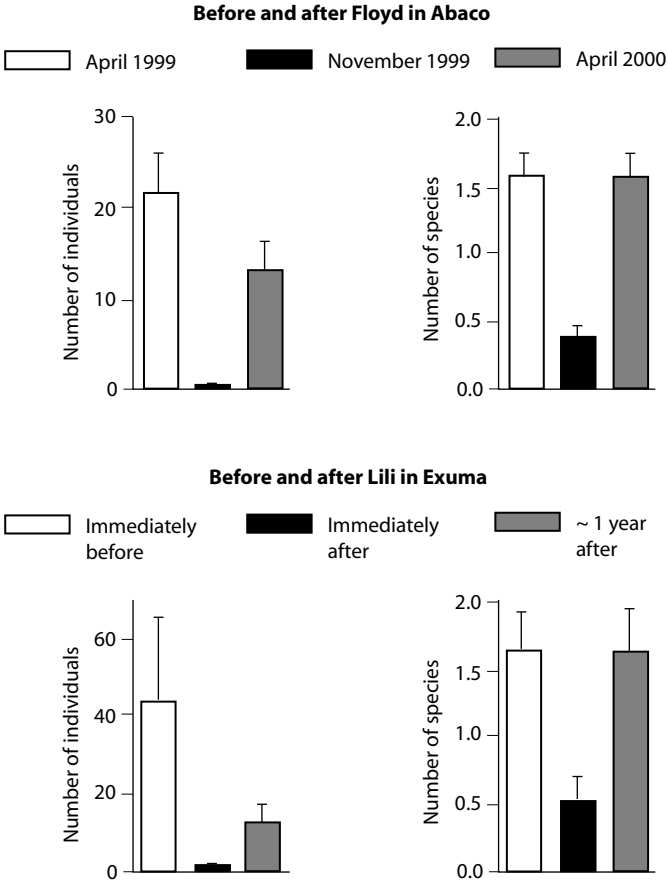 Before and after Floyd in Abaco
April 1999
November 1999
April 2000
Number of individuals
30
20
10
0
Number of species
2.0
1.5
1.0
0.5
0.0
Before and after Lili in Exuma
Immediately
before
Immediately
after
~ 1 year
after
Number of individuals
60
40
20
0
Number of species
2.0
1.5
1.0
0.5
0.0